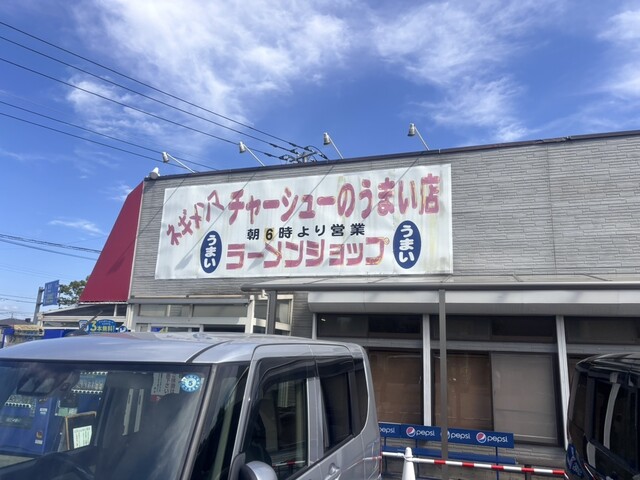 ネギ・チャーシューのうまい店
朝6時より営業
うまい ラーメンショップ うまい
pepsi pepsi pepsi